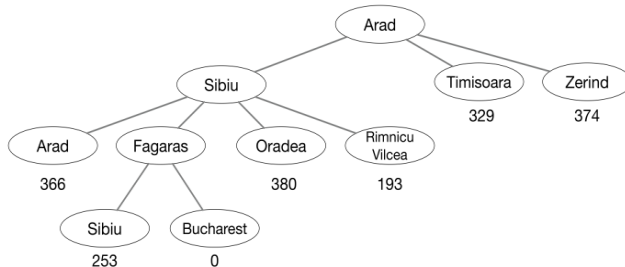 Arad
Sibiu
Timisoara
Zerind
329
374
Arad
Fagaras
Oradea
Rimnicu
Vilcea
366
380
193
Sibiu
Bucharest
253
0